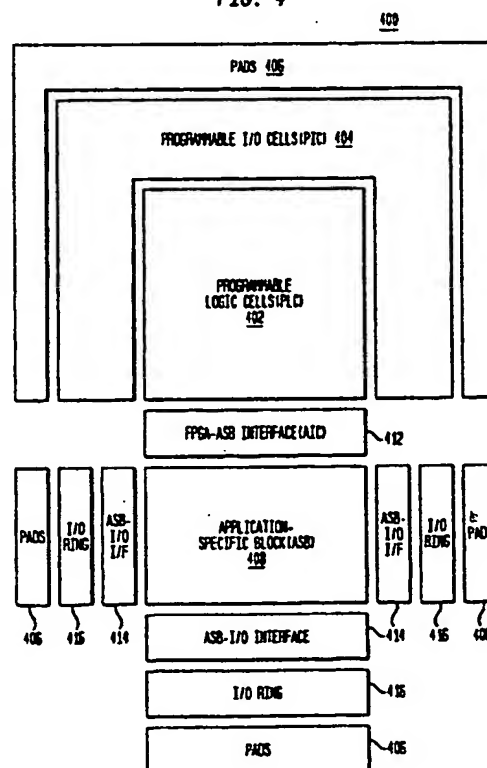 FIG. 4
400
PADS 406
PROGRAMMABLE I/O CELLS(PIC) 404
PROGRAMMABLE
LOGIC CELLS(PLC)
402
FPGA-ASB INTERFACE(AIC)
412
PADS
I/O
RING
ASB-
I/O
I/F
APPLICATION-
SPECIFIC BLOCK(ASB)
408
ASB-
I/O
I/F
I/O
RING
PAD
406
416
414
414
416
ASB-I/O INTERFACE
414
I/O RING
416
PADS
406